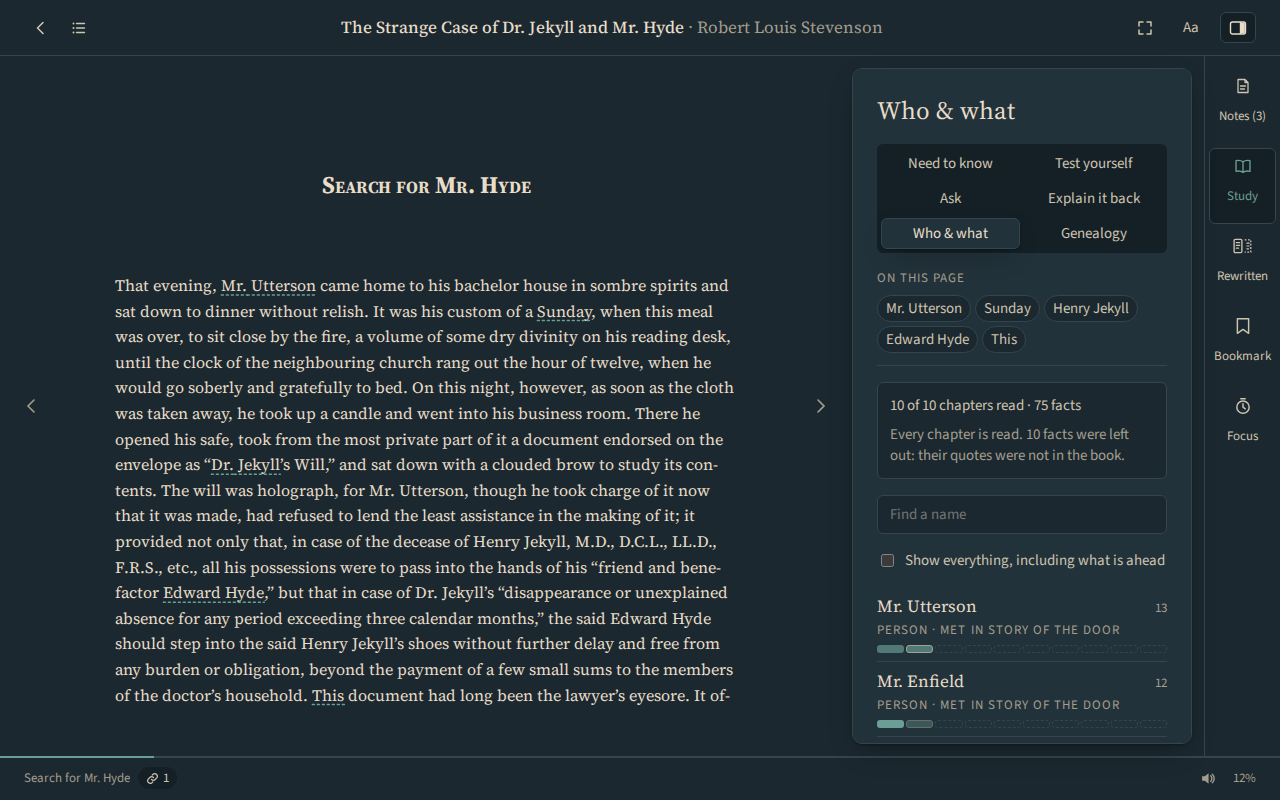 The Strange Case of Dr. Jekyll and Mr. Hyde · Robert Louis Stevenson
Aa
Search for Mr. Hyde
That evening, Mr. Utterson came home to his bachelor house in sombre spirits and
sat down to dinner without relish. It was his custom of a Sunday, when this meal
was over, to sit close by the fire, a volume of some dry divinity on his reading desk,
until the clock of the neighbouring church rang out the hour of twelve, when he
would go soberly and gratefully to bed. On this night, however, as soon as the cloth
was taken away, he took up a candle and went into his business room. There he
opened his safe, took from the most private part of it a document endorsed on the
envelope as “Dr. Jekyll’s Will,” and sat down with a clouded brow to study its con-
tents. The will was holograph, for Mr. Utterson, though he took charge of it now
that it was made, had refused to lend the least assistance in the making of it; it
provided not only that, in case of the decease of Henry Jekyll, M.D., D.C.L., LL.D.,
F.R.S., etc., all his possessions were to pass into the hands of his “friend and bene-
factor Edward Hyde,” but that in case of Dr. Jekyll’s “disappearance or unexplained
absence for any period exceeding three calendar months,” the said Edward Hyde
should step into the said Henry Jekyll’s shoes without further delay and free from
any burden or obligation, beyond the payment of a few small sums to the members
of the doctor’s household. This document had long been the lawyer’s eyesore. It of-
Who & what
Need to know
Test yourself
Ask
Explain it back
Who & what
Genealogy
ON THIS PAGE
Mr. Utterson
Sunday
Henry Jekyll
Edward Hyde
This
10 of 10 chapters read · 75 facts
Every chapter is read. 10 facts were left
out: their quotes were not in the book.
Find a name
Show everything, including what is ahead
Mr. Utterson
13
PERSON · MET IN STORY OF THE DOOR
Mr. Enfield
12
PERSON · MET IN STORY OF THE DOOR
Notes (3)
Study
Rewritten
Bookmark
Focus
Search for Mr. Hyde
1
12%